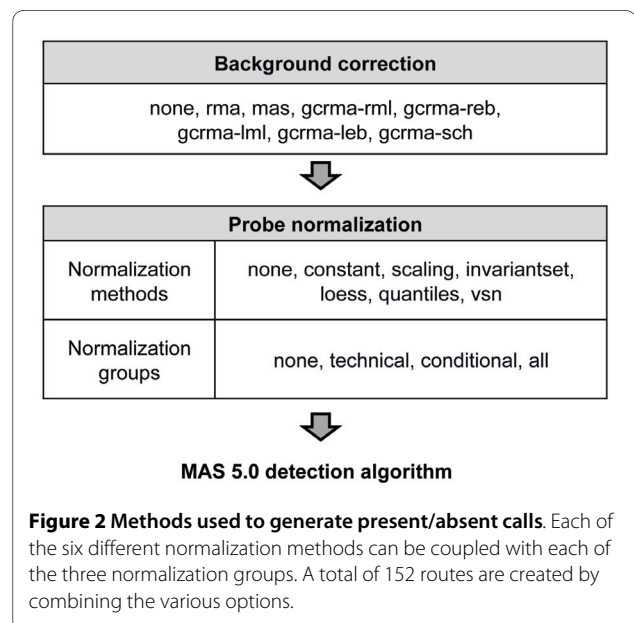 Background correction
none, rma, mas, gcrma-rml, gcrma-reb,
gcrma-lml, gcrma-leb, gcrma-sch
Probe normalization
Normalization
methods
none, constant, scaling, invariantset,
loess, quantiles, vsn
Normalization
groups
none, technical, conditional, all
MAS 5.0 detection algorithm
Figure 2 Methods used to generate present/absent calls. Each of
the six different normalization methods can be coupled with each of
the three normalization groups. A total of 152 routes are created by
combining the various options.